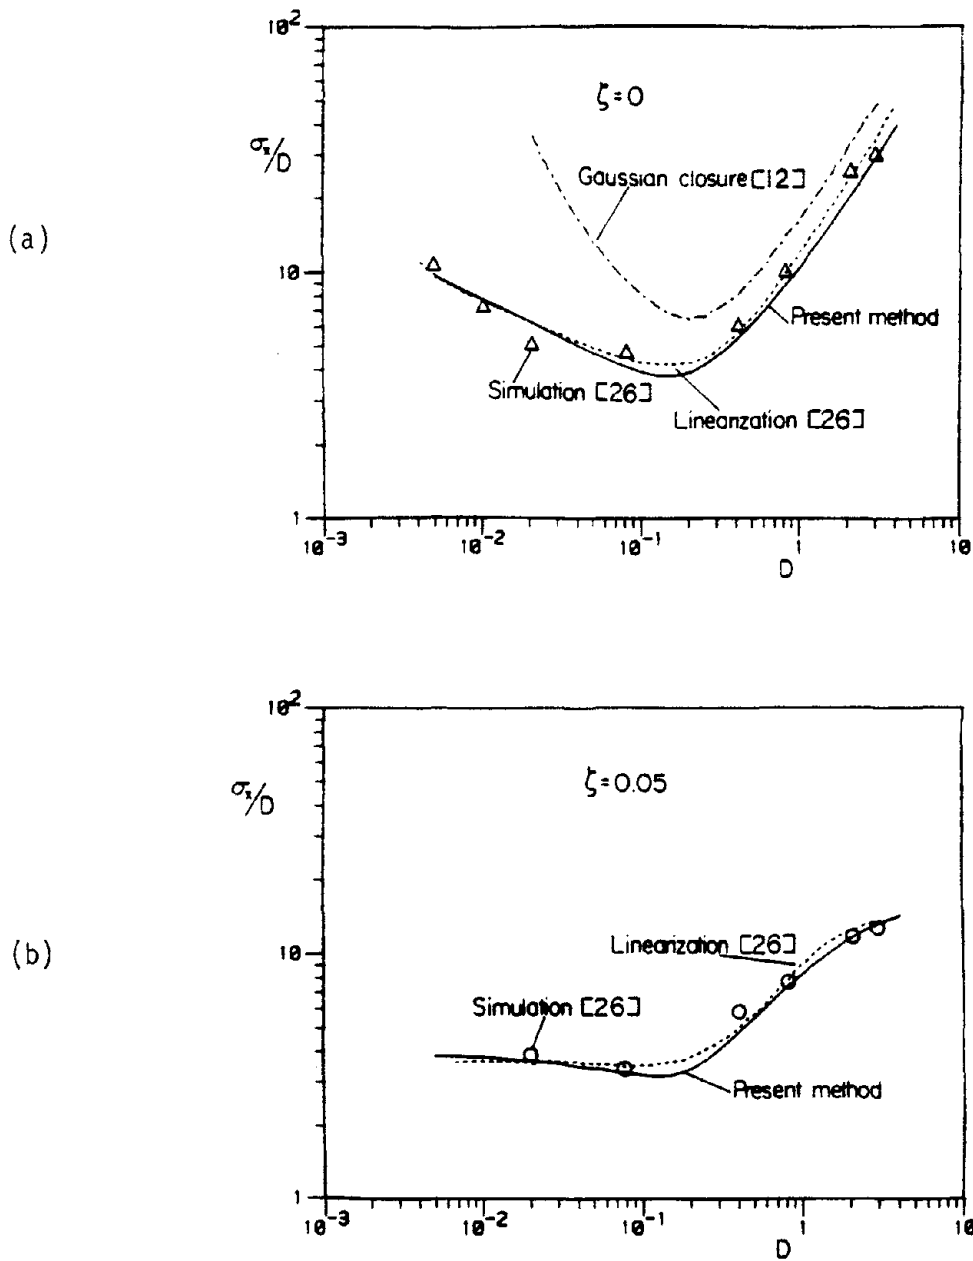 (a)
10²
σₓ/D
ζ=0
Gaussian closure [12]
10
Present method
Simulation [26]
Linearization [26]
1
10⁻³ 10⁻² 10⁻¹ 1 10
D
(b)
10²
σₓ/D
ζ=0.05
Linearization [26]
10
Simulation [26]
Present method
1
10⁻³ 10⁻² 10⁻¹ 1 10
D